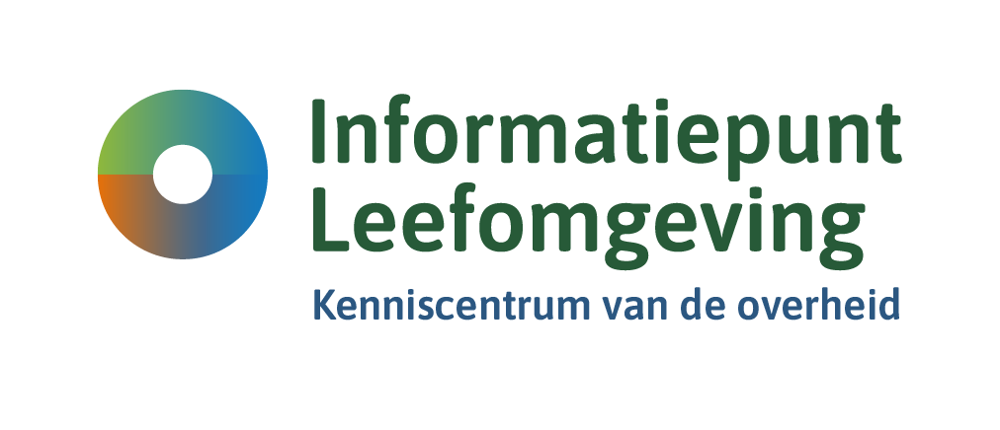 Informatiepunt
Leefomgeving
Kenniscentrum van de overheid